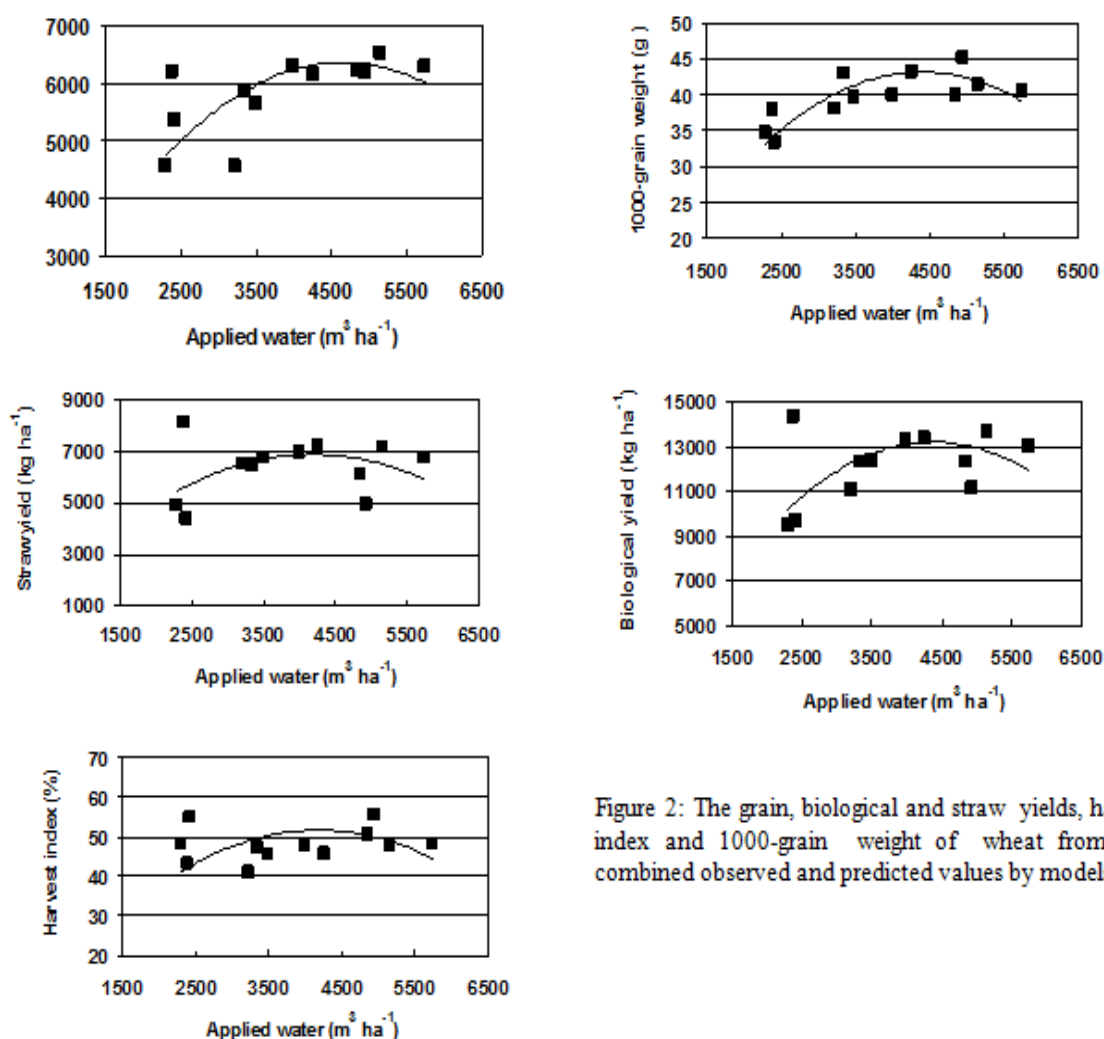 7000
6000
5000
4000
3000
1500 2500 3500 4500 5500 6500
Applied water (m³ ha⁻¹)
1000-grain weight (g)
50
45
40
35
30
25
20
1500 2500 3500 4500 5500 6500
Applied water (m³ ha⁻¹)
Straw yield (kg ha⁻¹)
9000
7000
5000
3000
1000
1500 2500 3500 4500 5500 6500
Applied water (m³ ha⁻¹)
Biological yield (kg ha⁻¹)
15000
13000
11000
9000
7000
5000
1500 2500 3500 4500 5500 6500
Applied water (m³ ha⁻¹)
Harvest index (%)
70
60
50
40
30
20
1500 2500 3500 4500 5500 6500
Applied water (m³ ha⁻¹)
Figure 2: The grain, biological and straw yields, h
index and 1000-grain weight of wheat from
combined observed and predicted values by model